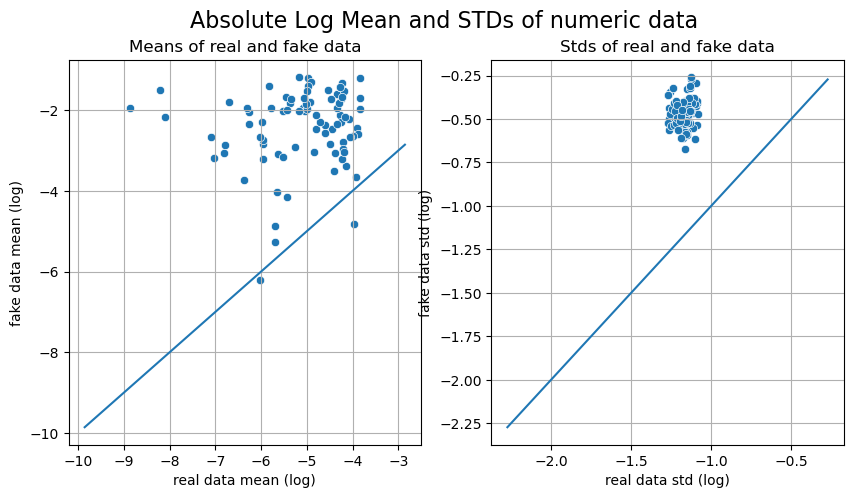 Absolute Log Mean and STDs of numeric data
Means of real and fake data
fake data mean (log)
−2
−4
−6
−8
−10
−10 −9 −8 −7 −6 −5 −4 −3
real data mean (log)
Stds of real and fake data
fake data std (log)
−0.25
−0.50
−0.75
−1.00
−1.25
−1.50
−1.75
−2.00
−2.25
−2.0 −1.5 −1.0 −0.5
real data std (log)